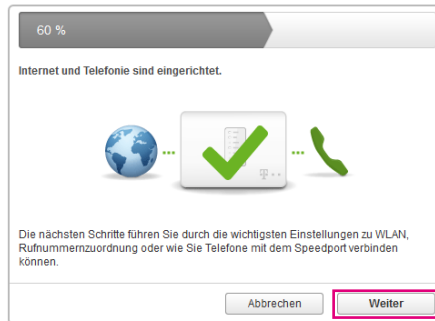 60 %
Internet und Telefonie sind eingerichtet.
Die nächsten Schritte führen Sie durch die wichtigsten Einstellungen zu WLAN,
Rufnummernzuordnung oder wie Sie Telefone mit dem Speedport verbinden
können.
Abbrechen
Weiter